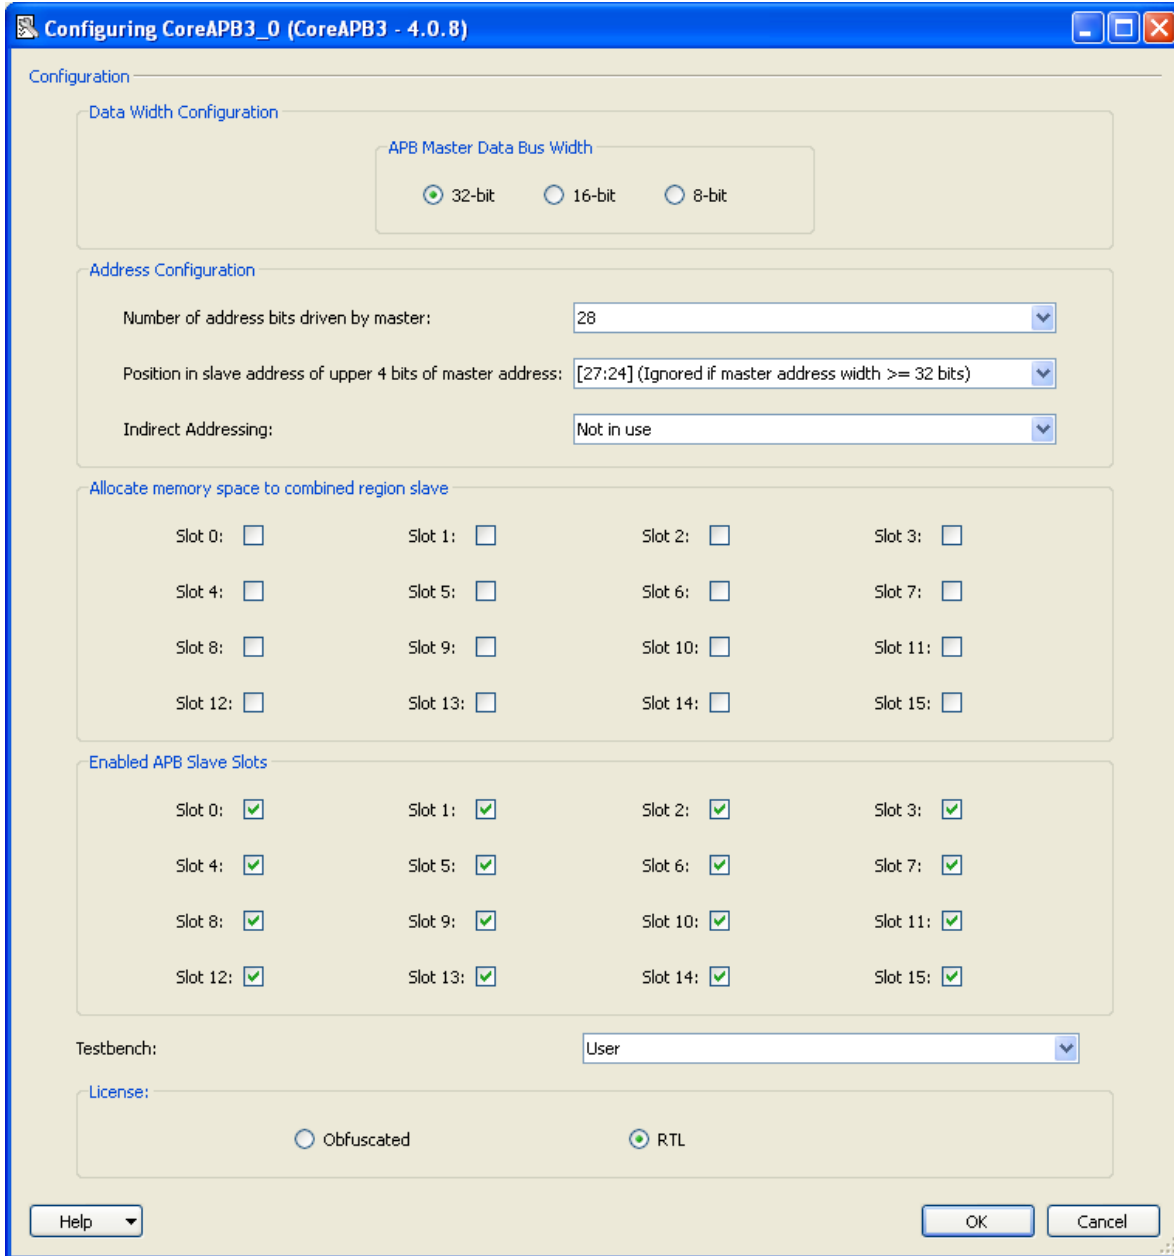 Configuring CoreAPB3_0 (CoreAPB3 - 4.0.8)
Configuration
Data Width Configuration
APB Master Data Bus Width
32-bit 16-bit 8-bit
Address Configuration
Number of address bits driven by master: 28
Position in slave address of upper 4 bits of master address: [27:24] (Ignored if master address width >= 32 bits)
Indirect Addressing: Not in use
Allocate memory space to combined region slave
Slot 0: Slot 1: Slot 2: Slot 3:
Slot 4: Slot 5: Slot 6: Slot 7:
Slot 8: Slot 9: Slot 10: Slot 11:
Slot 12: Slot 13: Slot 14: Slot 15:
Enabled APB Slave Slots
Slot 0: Slot 1: Slot 2: Slot 3:
Slot 4: Slot 5: Slot 6: Slot 7:
Slot 8: Slot 9: Slot 10: Slot 11:
Slot 12: Slot 13: Slot 14: Slot 15:
Testbench: User
License:
Obfuscated RTL
Help OK Cancel